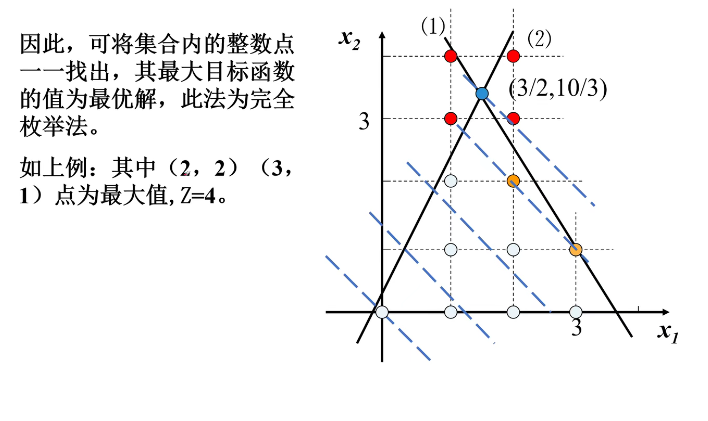 因此，可将集合内的整数点
一一找出，其最大目标函数
的值为最优解，此法为完全
枚举法。
如上例：其中（2，2）（3，
1）点为最大值，Z=4。
x₂
(1)
(2)
(3/2,10/3)
3
3
x₁